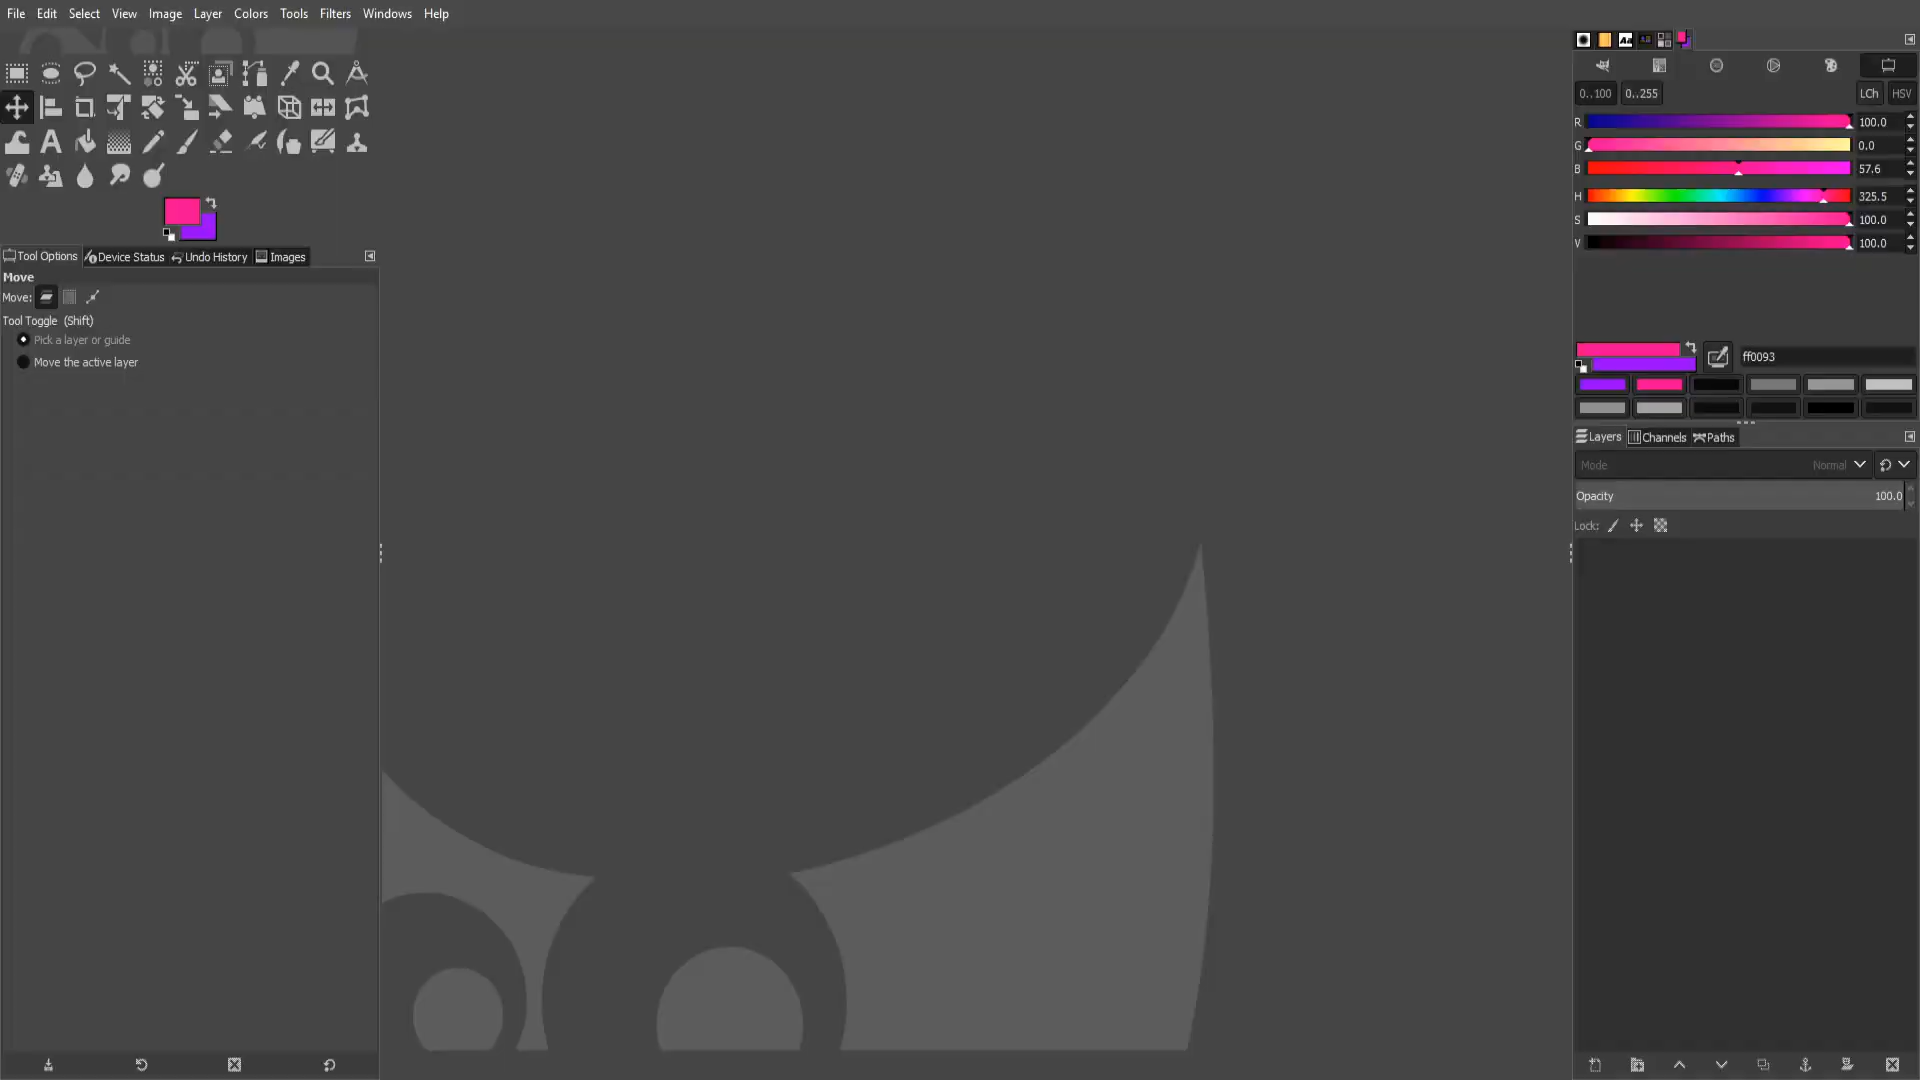 File Edit Select View Image Layer Colors Tools Filters Windows Help
0..100 0..255 LCh HSV
R 100.0
G 0.0
B 57.6
H 325.5
S 100.0
V 100.0
Tool Options Device Status Undo History Images
Move
Move:
Tool Toggle (Shift)
Pick a layer or guide
Move the active layer
ff0093
Layers Channels Paths
Mode Normal
Opacity 100.0
Lock: